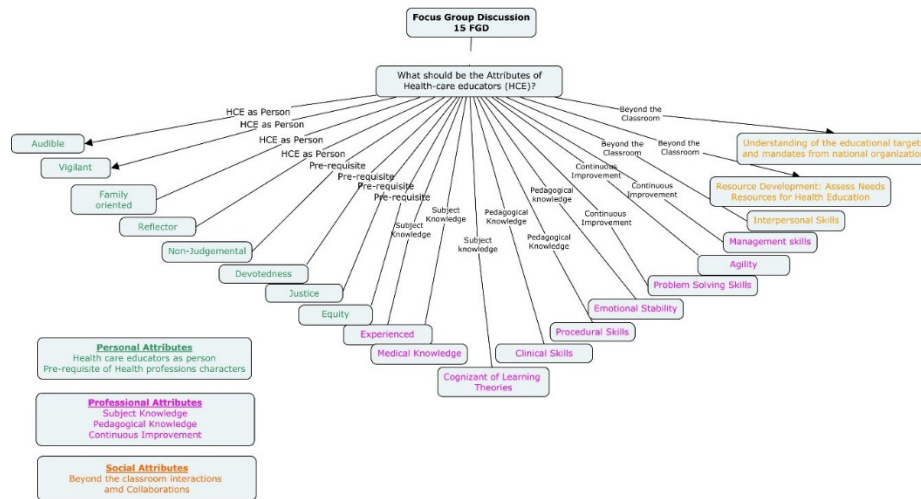 Focus Group Discussion
15 FGD
What should be the Attributes of
Health-care educators (HCE)?
HCE as Person
HCE as Person
HCE as Person
HCE as Person
Pre-requisite
Pre-requisite
Pre-requisite
Pre-requisite
Subject
Knowledge
Subject
Knowledge
Subject
knowledge
Pedagogical
Knowledge
Pedagogical
Knowledge
Pedagogical
knowledge
Continuous
Improvement
Continuous
Improvement
Continuous
Improvement
Beyond the
Classroom
Beyond the
Classroom
Beyond the
Classroom
Audible
Vigilant
Family
oriented
Reflector
Non-Judgemental
Devotedness
Justice
Equity
Experienced
Medical Knowledge
Cognizant of Learning
Theories
Clinical Skills
Procedural Skills
Emotional Stability
Problem Solving Skills
Agility
Management skills
Interpersonal Skills
Resource Development: Assess Needs
Resources for Health Education
Understanding of the educational target
and mandates from national organization
Personal Attributes
Health care educators as person
Pre-requisite of Health professions characters
Professional Attributes
Subject Knowledge
Pedagogical Knowledge
Continuous Improvement
Social Attributes
Beyond the classroom interactions
amd Collaborations